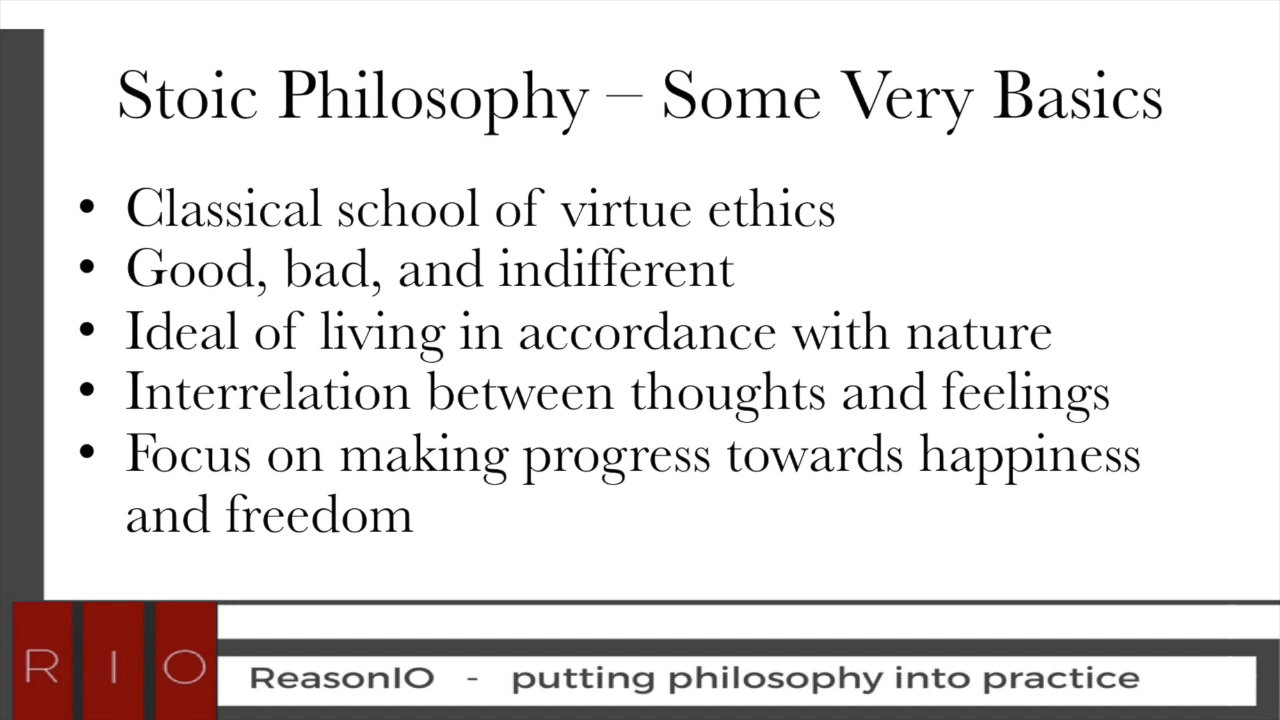 Stoic Philosophy – Some Very Basics
• Classical school of virtue ethics
• Good, bad, and indifferent
• Ideal of living in accordance with nature
• Interrelation between thoughts and feelings
• Focus on making progress towards happiness
and freedom
R I O
ReasonIO - putting philosophy into practice